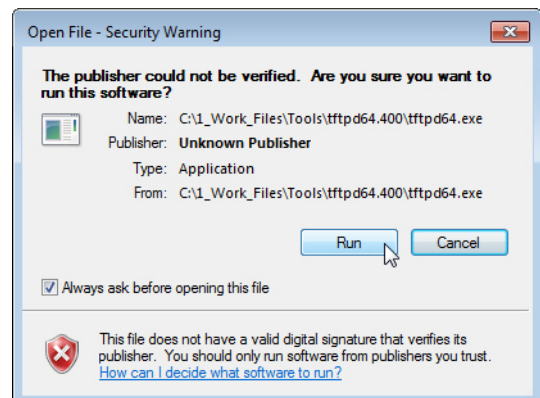 Open File - Security Warning
The publisher could not be verified.  Are you sure you want to
run this software?
Name: C:\1_Work_Files\Tools\tftpd64.400\tftpd64.exe
Publisher: Unknown Publisher
Type: Application
From: C:\1_Work_Files\Tools\tftpd64.400\tftpd64.exe
Run Cancel
Always ask before opening this file
This file does not have a valid digital signature that verifies its
publisher.  You should only run software from publishers you trust.
How can I decide what software to run?